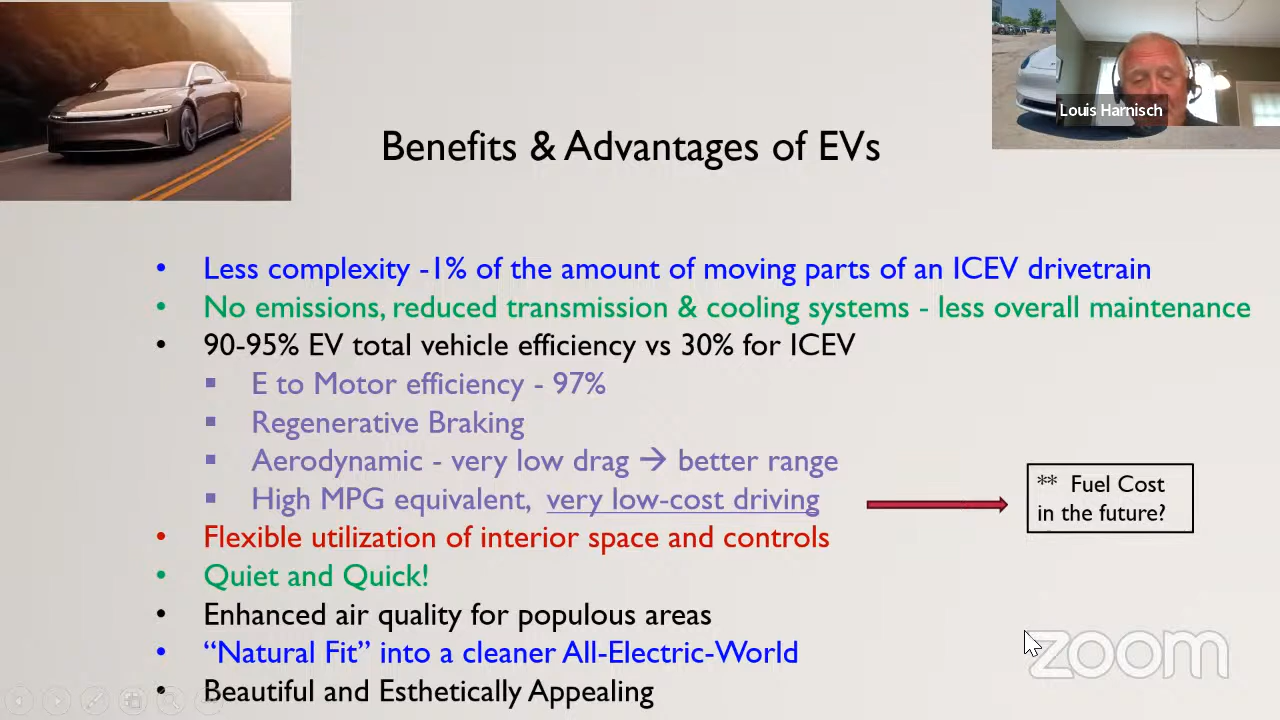 Louis Harnisch
Benefits & Advantages of EVs
• Less complexity -1% of the amount of moving parts of an ICEV drivetrain
• No emissions, reduced transmission & cooling systems - less overall maintenance
• 90-95% EV total vehicle efficiency vs 30% for ICEV
▪ E to Motor efficiency - 97%
▪ Regenerative Braking
▪ Aerodynamic - very low drag → better range
▪ High MPG equivalent, very low-cost driving
** Fuel Cost
in the future?
• Flexible utilization of interior space and controls
• Quiet and Quick!
• Enhanced air quality for populous areas
• “Natural Fit” into a cleaner All-Electric-World
• Beautiful and Esthetically Appealing
zoom